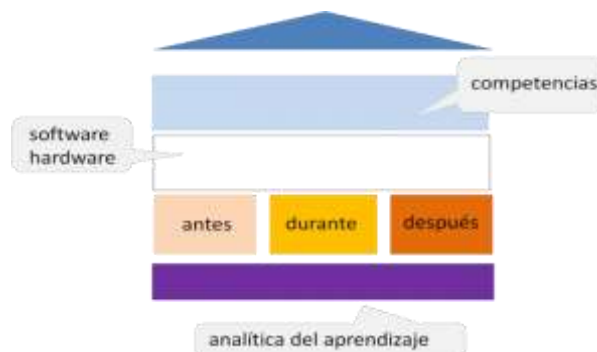 competencias
software
hardware
antes
durante
después
analítica del aprendizaje